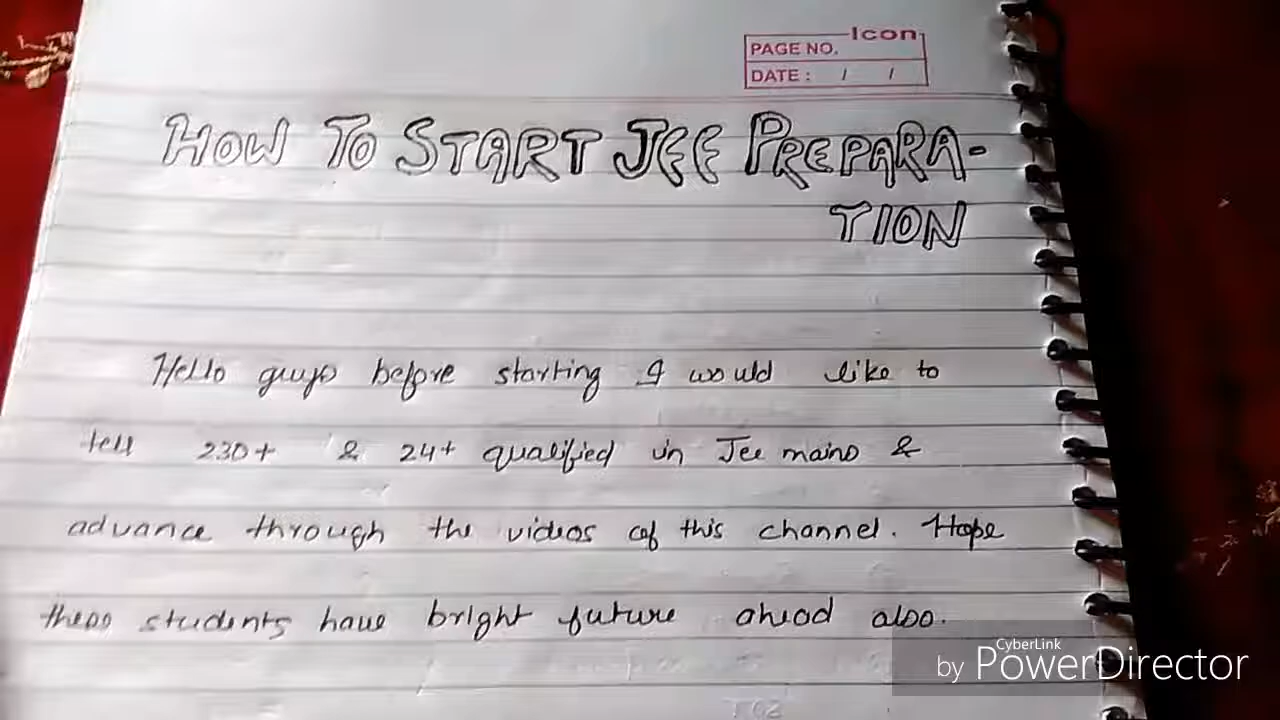 Icon
PAGE NO.
DATE : / /
HOW TO START JEE PREPARA-
TION
Hello guys before starting I would like to
tell 230+ & 24+ qualified in Jee mains &
advance through the videos of this channel. Hope
these students have bright future ahead also.
CyberLink
by PowerDirector